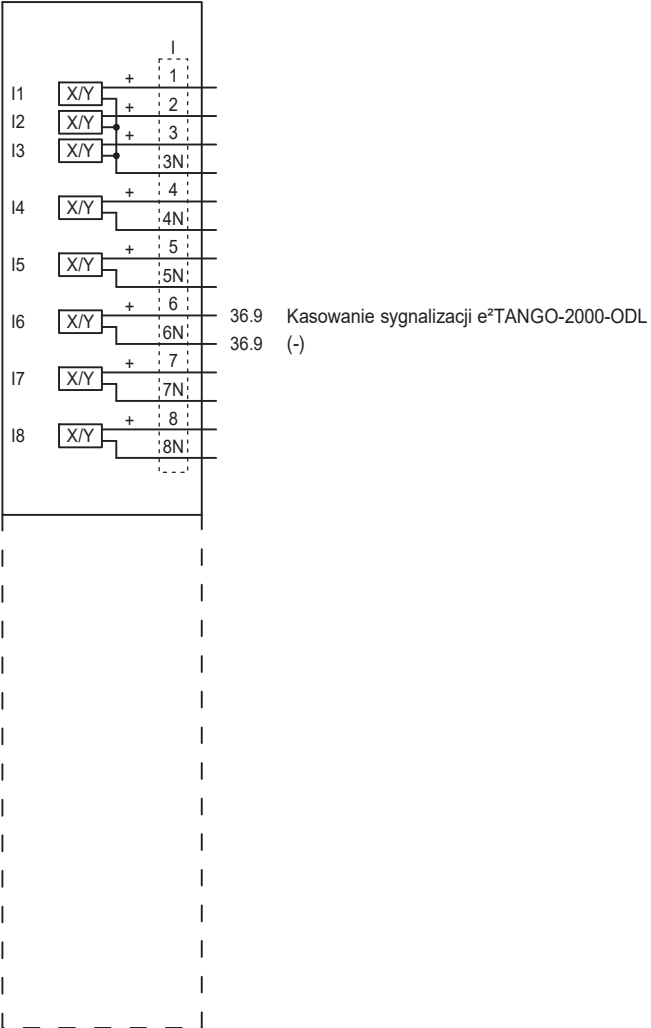 I
I1 X/Y + 1
I2 X/Y + 2
I3 X/Y + 3
3N
I4 X/Y + 4
4N
I5 X/Y + 5
5N
I6 X/Y + 6 36.9 Kasowanie sygnalizacji e²TANGO-2000-ODL
6N 36.9 (-)
I7 X/Y + 7
7N
I8 X/Y + 8
8N